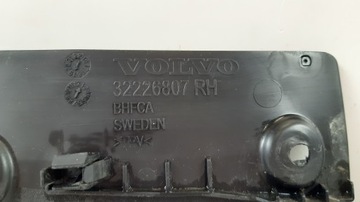 VOLVO
32226807 RH
BHFCA
SWEDEN